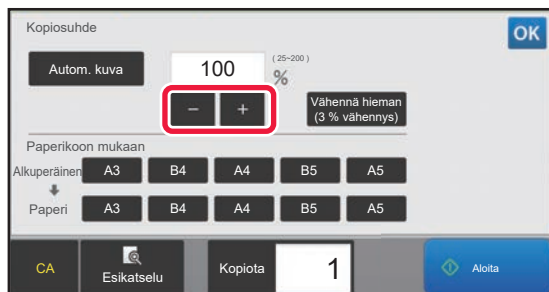 Kopiosuhde
OK
Autom. kuva
100
(25~200)
%
−
+
Vähennä hieman
(3 % vähennys)
Paperikoon mukaan
Alkuperäinen
A3
B4
A4
B5
A5
Paperi
A3
B4
A4
B5
A5
CA
Esikatselu
Kopiota
1
Aloita